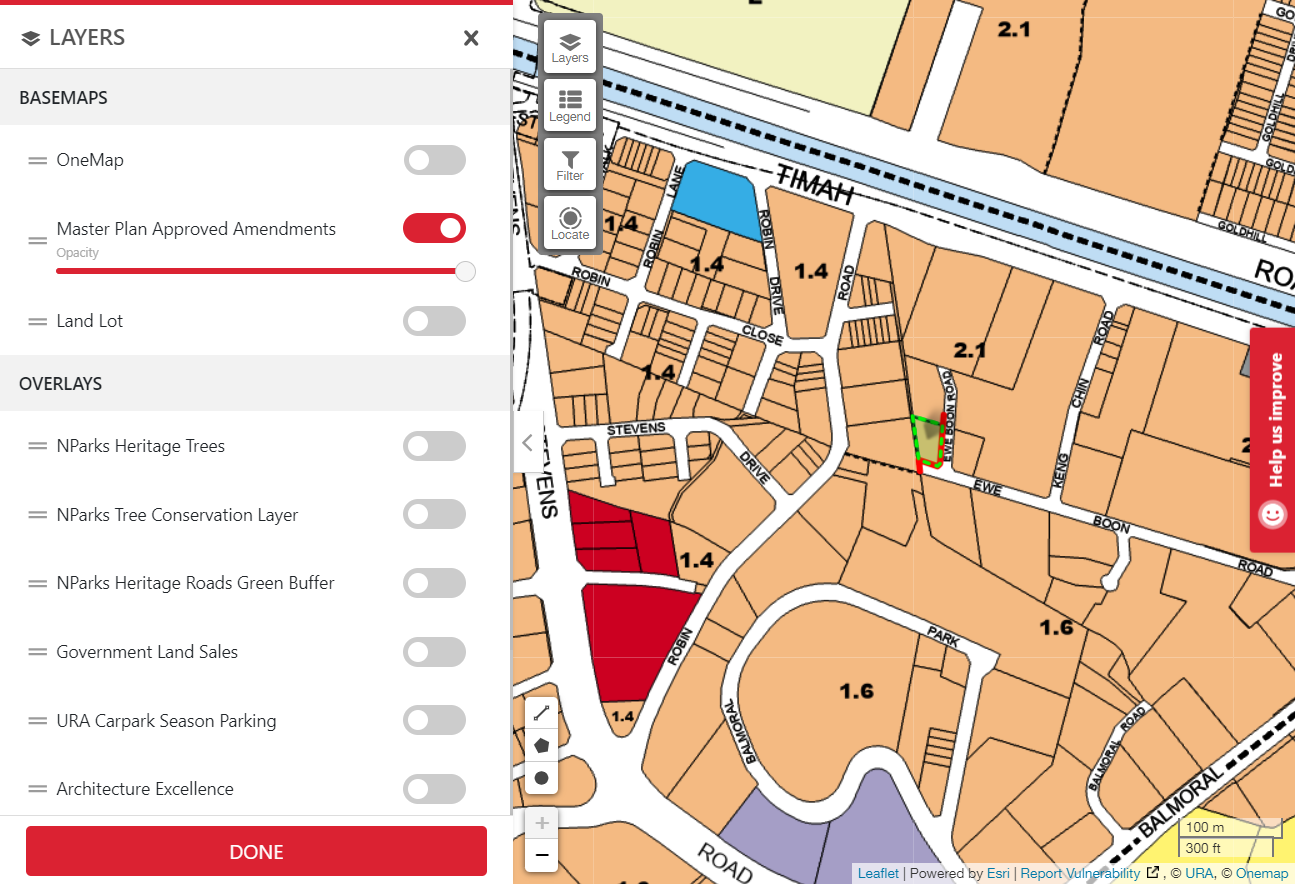 LAYERS
BASEMAPS
OneMap
Master Plan Approved Amendments
Opacity
Land Lot
OVERLAYS
NParks Heritage Trees
NParks Tree Conservation Layer
NParks Heritage Roads Green Buffer
Government Land Sales
URA Carpark Season Parking
Architecture Excellence
DONE
Layers
Legend
Filter
Locate
2.1
GOLDHILL
GOLDHILL
TIMAH
LANE
ROBIN
1.4
1.4
1.4
ROBIN
DRIVE
ROAD
ROBIN
CLOSE
1.4
2.1
ROAD
CHIN
KENG
EWE BOON ROAD
STEVENS
DRIVE
EWE
BOON
ROAD
1.4
ROBIN
1.4
PARK
1.6
1.6
BALMORAL
BALMORAL
ROAD
BALMORAL
ROAD
Help us improve
100 m
300 ft
Leaflet | Powered by Esri | Report Vulnerability , © URA, © Onemap